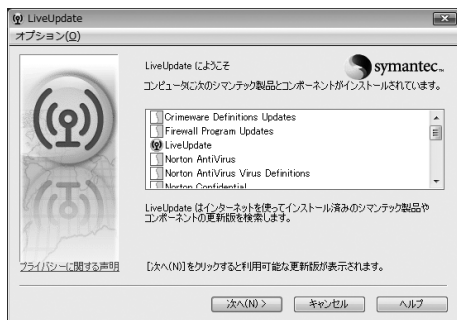 LiveUpdate
オプション(O)
LiveUpdate にようこそ
symantec.
コンピュータに次のシマンテック製品とコンポーネントがインストールされています。
Crimeware Definitions Updates
Firewall Program Updates
LiveUpdate
Norton AntiVirus
Norton AntiVirus Virus Definitions
Norton Confidential
LiveUpdate はインターネットを使ってインストール済みのシマンテック製品や
コンポーネントの更新版を検索します。
プライバシーに関する声明
[次へ(N)]をクリックすると利用可能な更新版が表示されます。
次へ(N) >
キャンセル
ヘルプ